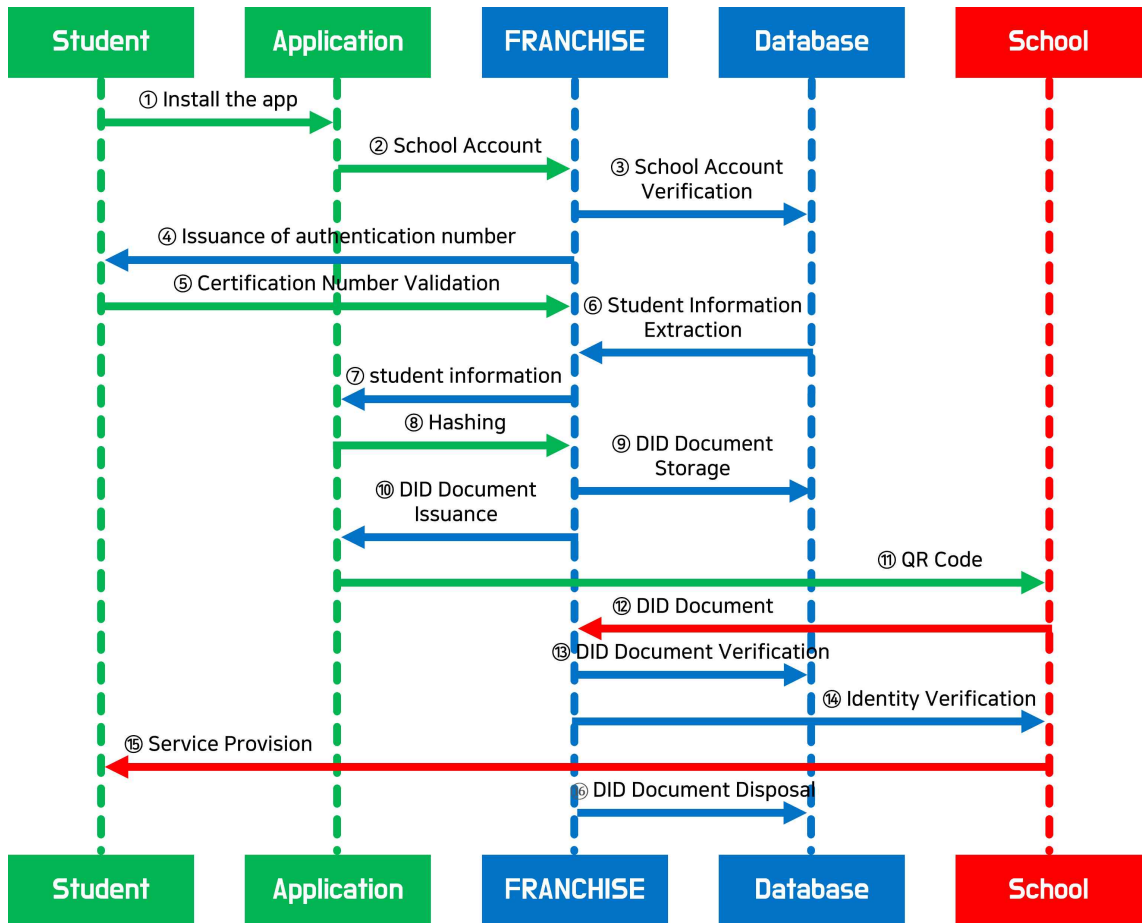 Student Application FRANCHISE Database School
① Install the app
② School Account
③ School Account
Verification
④ Issuance of authentication number
⑤ Certification Number Validation
⑥ Student Information
Extraction
⑦ student information
⑧ Hashing
⑨ DID Document
Storage
⑩ DID Document
Issuance
⑪ QR Code
⑫ DID Document
⑬ DID Document Verification
⑭ Identity Verification
⑮ Service Provision
⑯ DID Document Disposal
Student Application FRANCHISE Database School